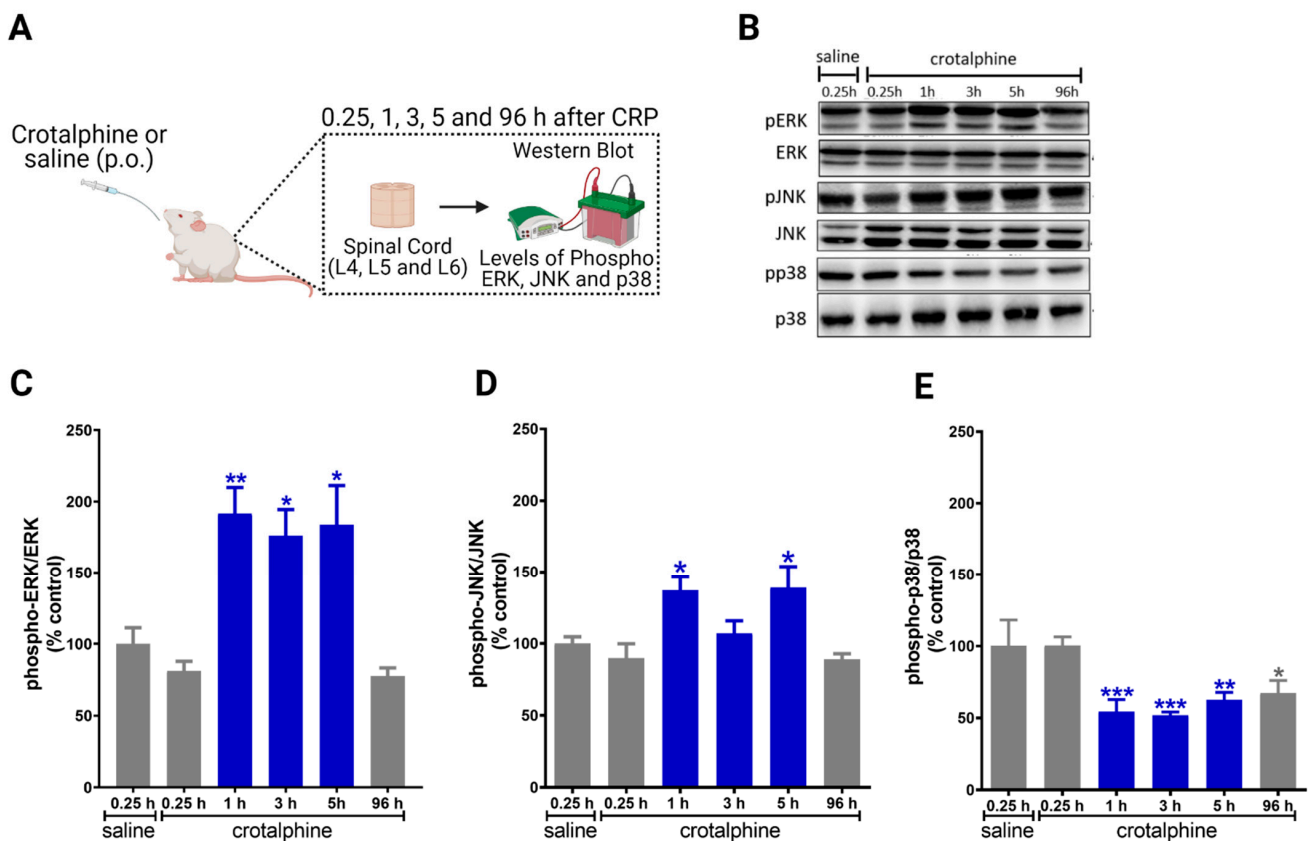 A
Crotalphine or
saline (p.o.)
0.25, 1, 3, 5 and 96 h after CRP
Western Blot
Spinal Cord
(L4, L5 and L6)
Levels of Phospho
ERK, JNK and p38
B
saline crotalphine
0.25h 0.25h 1h 3h 5h 96h
pERK
ERK
pJNK
JNK
pp38
p38
C
phospho-ERK/ERK
(% control)
250
200
150
100
50
0
** * *
0.25 h 0.25 h 1 h 3 h 5h 96 h
saline crotalphine
D
phospho-JNK/JNK
(% control)
250
200
150
100
50
0
* *
0.25 h 0.25 h 1 h 3 h 5 h 96 h
saline crotalphine
E
phospho-p38/p38
(% control)
250
200
150
100
50
0
*** *** ** *
0.25 h 0.25 h 1 h 3 h 5 h 96 h
saline crotalphine